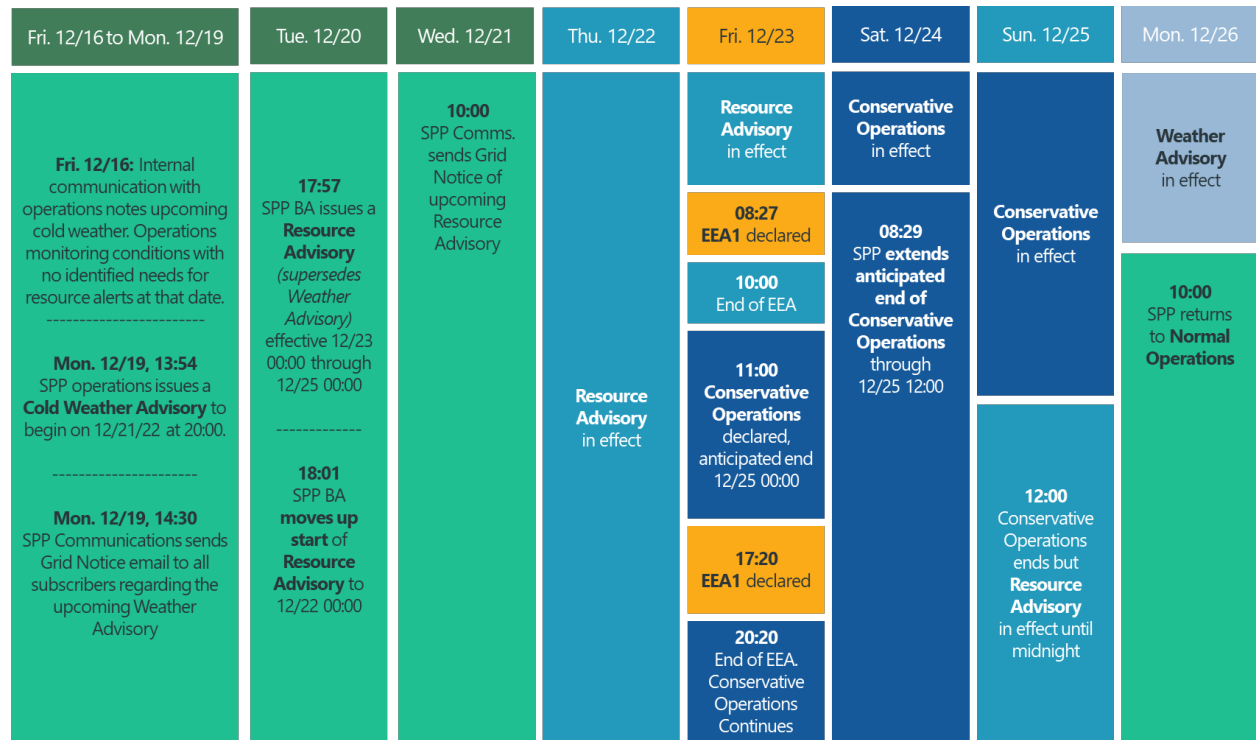 Fri. 12/16 to Mon. 12/19
Fri. 12/16: Internal
communication with
operations notes upcoming
cold weather. Operations
monitoring conditions with
no identified needs for
resource alerts at that date.
------------------------
Mon. 12/19, 13:54
SPP operations issues a
Cold Weather Advisory to
begin on 12/21/22 at 20:00.
----------------------
Mon. 12/19, 14:30
SPP Communications sends
Grid Notice email to all
subscribers regarding the
upcoming Weather
Advisory
Tue. 12/20
17:57
SPP BA issues a
Resource
Advisory
(supersedes
Weather
Advisory)
effective 12/23
00:00 through
12/25 00:00
-------------
18:01
SPP BA
moves up
start of
Resource
Advisory to
12/22 00:00
Wed. 12/21
10:00
SPP Comms.
sends Grid
Notice of
upcoming
Resource
Advisory
Thu. 12/22
Resource
Advisory
in effect
Fri. 12/23
Resource
Advisory
in effect
08:27
EEA1 declared
10:00
End of EEA
11:00
Conservative
Operations
declared,
anticipated end
12/25 00:00
17:20
EEA1 declared
20:20
End of EEA.
Conservative
Operations
Continues
Sat. 12/24
Conservative
Operations
in effect
08:29
SPP extends
anticipated
end of
Conservative
Operations
through
12/25 12:00
Sun. 12/25
Conservative
Operations
in effect
12:00
Conservative
Operations
ends but
Resource
Advisory
in effect until
midnight
Mon. 12/26
Weather
Advisory
in effect
10:00
SPP returns
to Normal
Operations